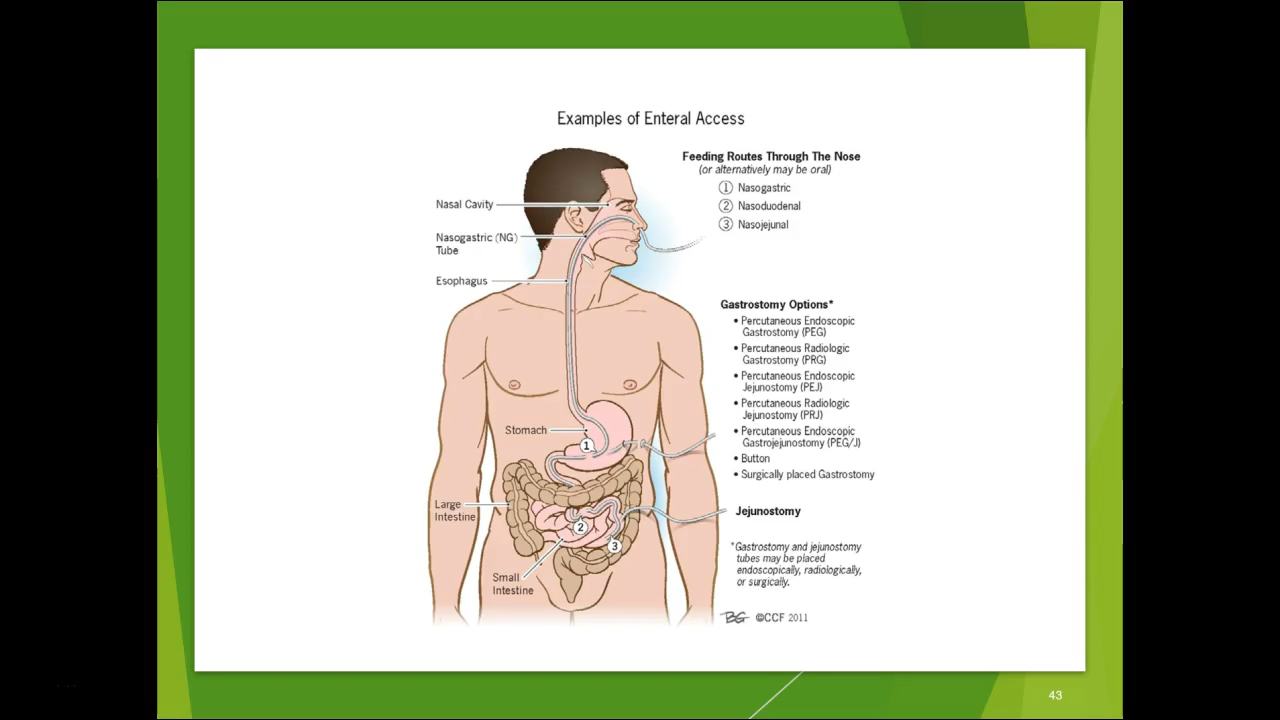 Examples of Enteral Access
Feeding Routes Through The Nose
(or alternatively may be oral)
1 Nasogastric
2 Nasoduodenal
3 Nasojejunal
Nasal Cavity
Nasogastric (NG)
Tube
Esophagus
Gastrostomy Options*
• Percutaneous Endoscopic
Gastrostomy (PEG)
• Percutaneous Radiologic
Gastrostomy (PRG)
• Percutaneous Endoscopic
Jejunostomy (PEJ)
• Percutaneous Radiologic
Jejunostomy (PRJ)
• Percutaneous Endoscopic
Gastrojejunostomy (PEG/J)
• Button
• Surgically placed Gastrostomy
Stomach
1
Large
Intestine
2
3
Small
Intestine
Jejunostomy
*Gastrostomy and jejunostomy
tubes may be placed
endoscopically, radiologically,
or surgically.
BG ©CCF 2011
43